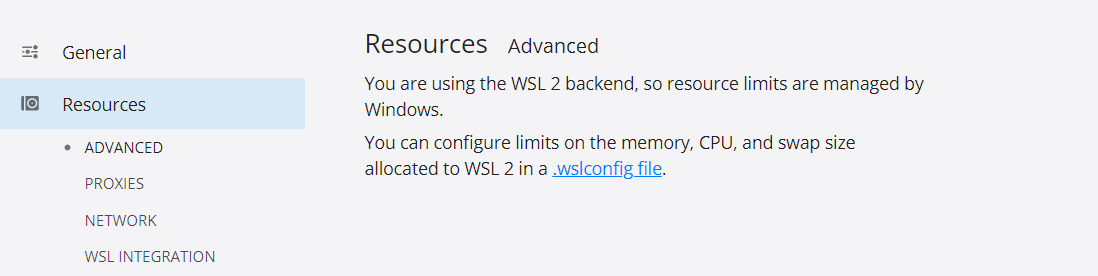 General
Resources
ADVANCED
PROXIES
NETWORK
WSL INTEGRATION
Resources Advanced
You are using the WSL 2 backend, so resource limits are managed by
Windows.
You can configure limits on the memory, CPU, and swap size
allocated to WSL 2 in a .wslconfig file.